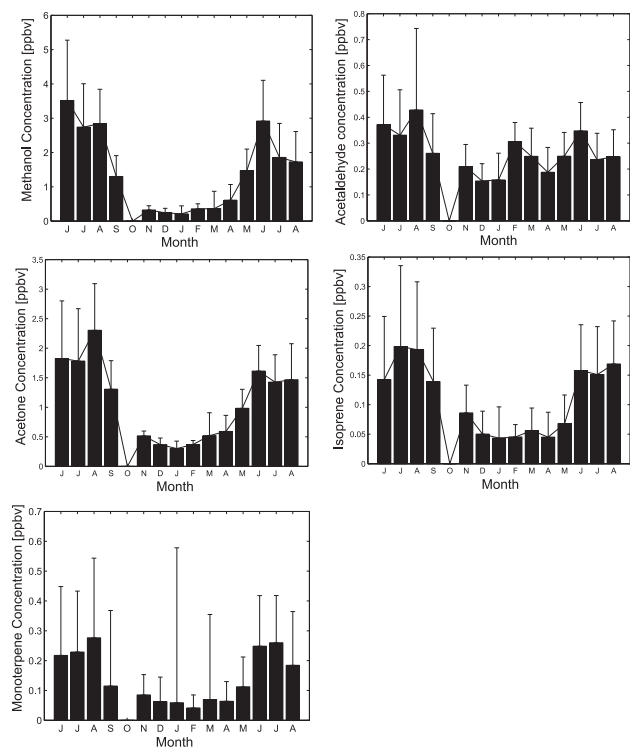 Methanol Concentration [ppbv]
6
5
4
3
2
1
0
J J A S O N D J F M A M J J A
Month
Acetaldehyde concentration [ppbv]
0.8
0.7
0.6
0.5
0.4
0.3
0.2
0.1
0
J J A S O N D J F M A M J J A
Month
Acetone Concentration [ppbv]
3.5
3
2.5
2
1.5
1
0.5
0
J J A S O N D J F M A M J J A
Month
Isoprene Concentration [ppbv]
0.35
0.3
0.25
0.2
0.15
0.1
0.05
0
J J A S O N D J F M A M J J A
Month
Monoterpene Concentration [ppbv]
0.7
0.6
0.5
0.4
0.3
0.2
0.1
0
J J A S O N D J F M A M J J A
Month